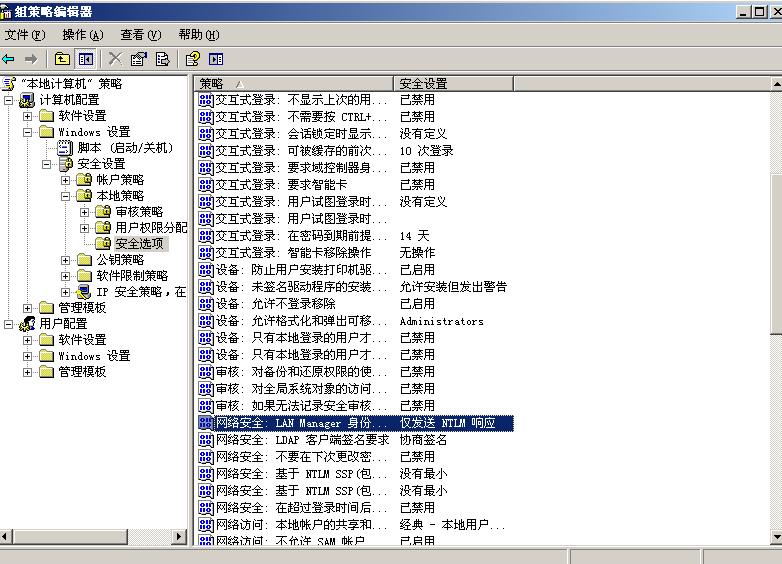 组策略编辑器
文件(F) 操作(A) 查看(V) 帮助(H)
"本地计算机" 策略
计算机配置
软件设置
Windows 设置
脚本 (启动/关机)
安全设置
帐户策略
本地策略
审核策略
用户权限分配
安全选项
公钥策略
软件限制策略
IP 安全策略，在
管理模板
用户配置
软件设置
Windows 设置
管理模板
策略 安全设置
交互式登录: 不显示上次的用... 已禁用
交互式登录: 不需要按 CTRL+... 已禁用
交互式登录: 会话锁定时显示... 没有定义
交互式登录: 可被缓存的前次... 10 次登录
交互式登录: 要求域控制器身... 已禁用
交互式登录: 要求智能卡 已禁用
交互式登录: 用户试图登录时... 没有定义
交互式登录: 用户试图登录时...
交互式登录: 在密码到期前提... 14 天
交互式登录: 智能卡移除操作 无操作
设备: 防止用户安装打印机驱... 已启用
设备: 未签名驱动程序的安装... 允许安装但发出警告
设备: 允许不登录移除 已启用
设备: 允许格式化和弹出可移... Administrators
设备: 只有本地登录的用户才... 已禁用
设备: 只有本地登录的用户才... 已禁用
审核: 对备份和还原权限的使... 已禁用
审核: 对全局系统对象的访问... 已禁用
审核: 如果无法记录安全审核... 已禁用
网络安全: LAN Manager 身份... 仅发送 NTLM 响应
网络安全: LDAP 客户端签名要求 协商签名
网络安全: 不要在下次更改密... 已禁用
网络安全: 基于 NTLM SSP(包... 没有最小
网络安全: 基于 NTLM SSP(包... 没有最小
网络安全: 在超过登录时间后... 已禁用
网络访问: 本地帐户的共享和... 经典 - 本地用户...
网络访问: 不允许 SAM 帐户... 已启用